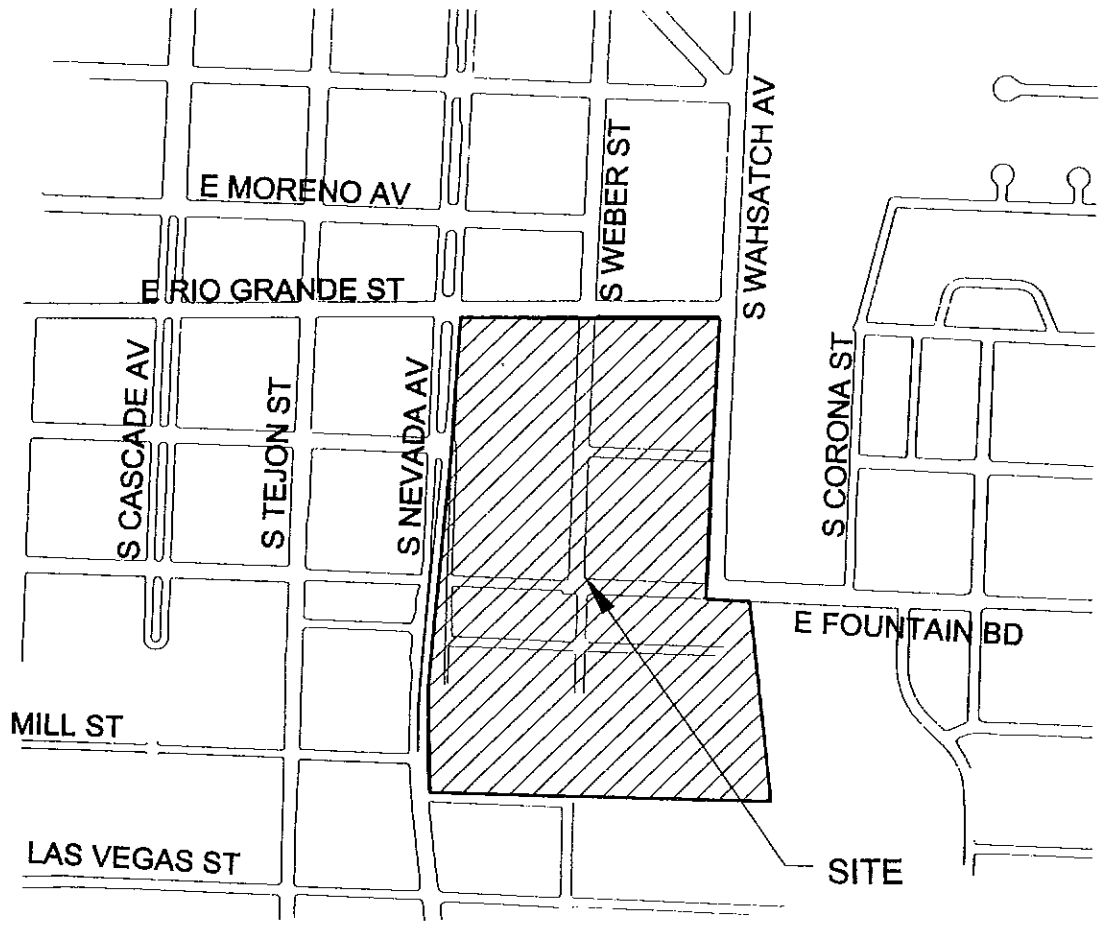 E MORENO AV
E RIO GRANDE ST
S WEBER ST
S WAHSATCH AV
S CASCADE AV
S TEJON ST
S NEVADA AV
S CORONA ST
E FOUNTAIN BD
MILL ST
LAS VEGAS ST
SITE